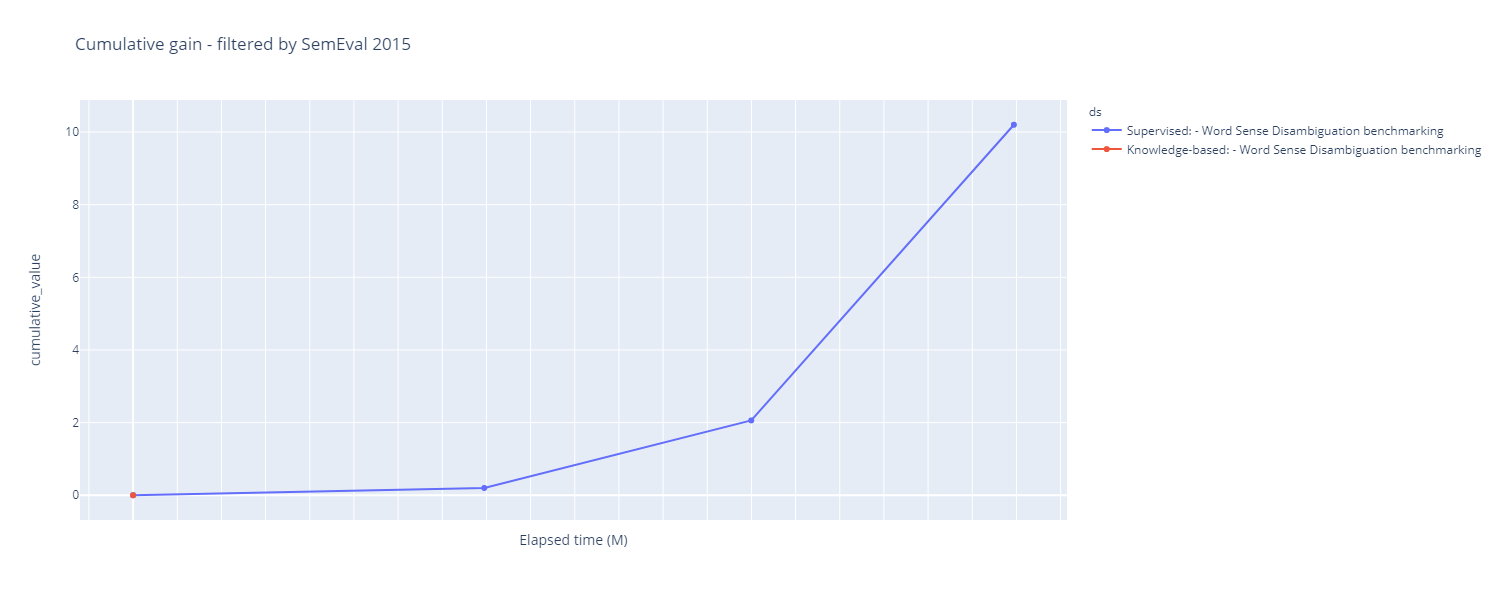 Cumulative gain - filtered by SemEval 2015
ds
Supervised: - Word Sense Disambiguation benchmarking
Knowledge-based: - Word Sense Disambiguation benchmarking
cumulative_value
10
8
6
4
2
0
Elapsed time (M)